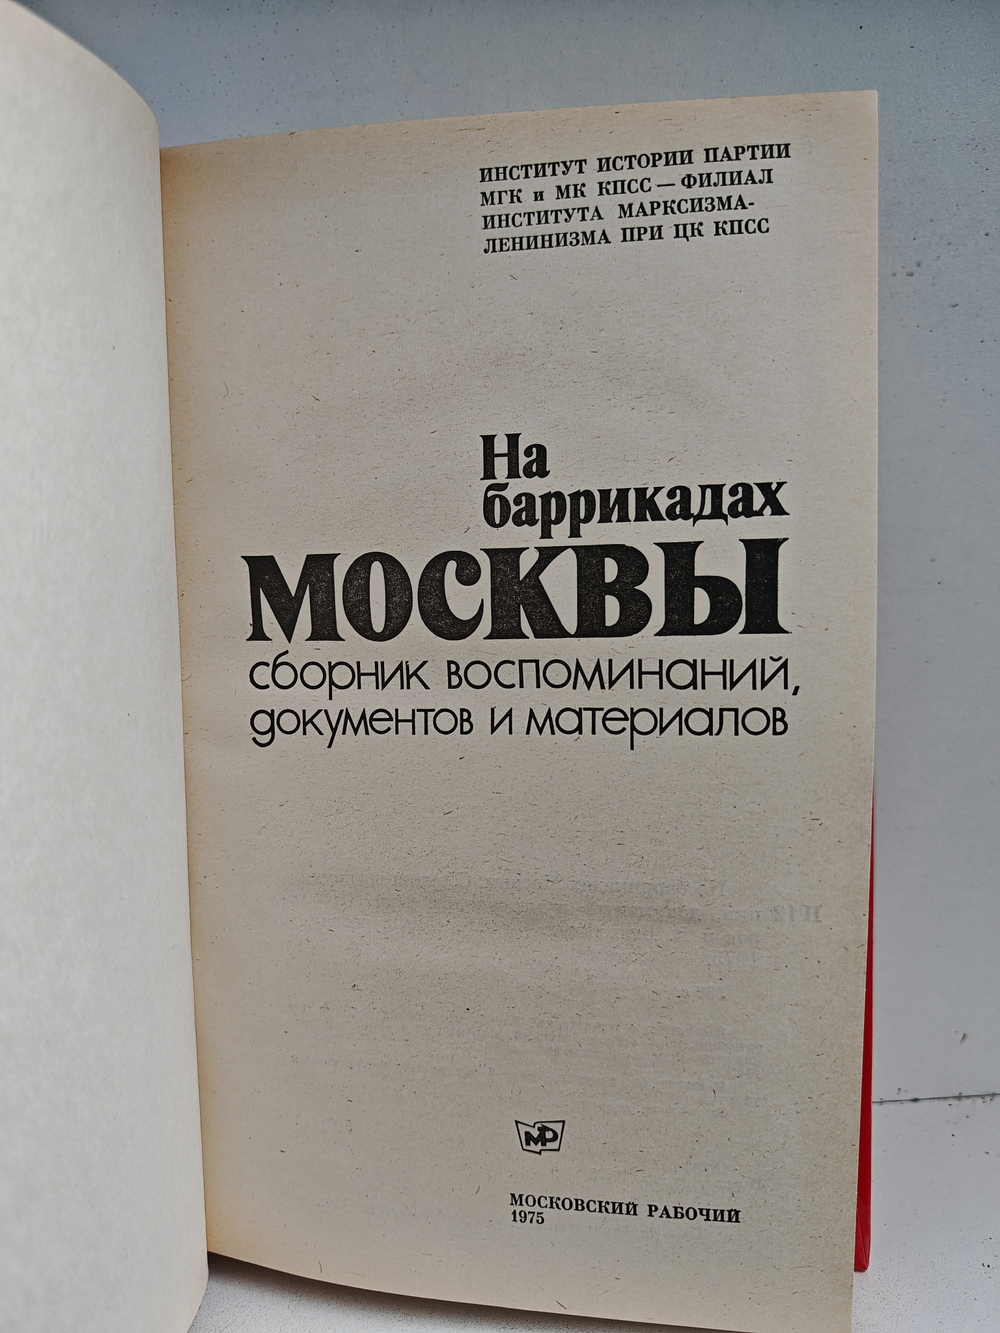 ИНСТИТУТ ИСТОРИИ ПАРТИИ
МГК и МК КПСС — ФИЛИАЛ
ИНСТИТУТА МАРКСИЗМА-
ЛЕНИНИЗМА ПРИ ЦК КПСС
На
баррикадах
МОСКВЫ
сборник воспоминаний,
документов и материалов
МР
МОСКОВСКИЙ РАБОЧИЙ
1975